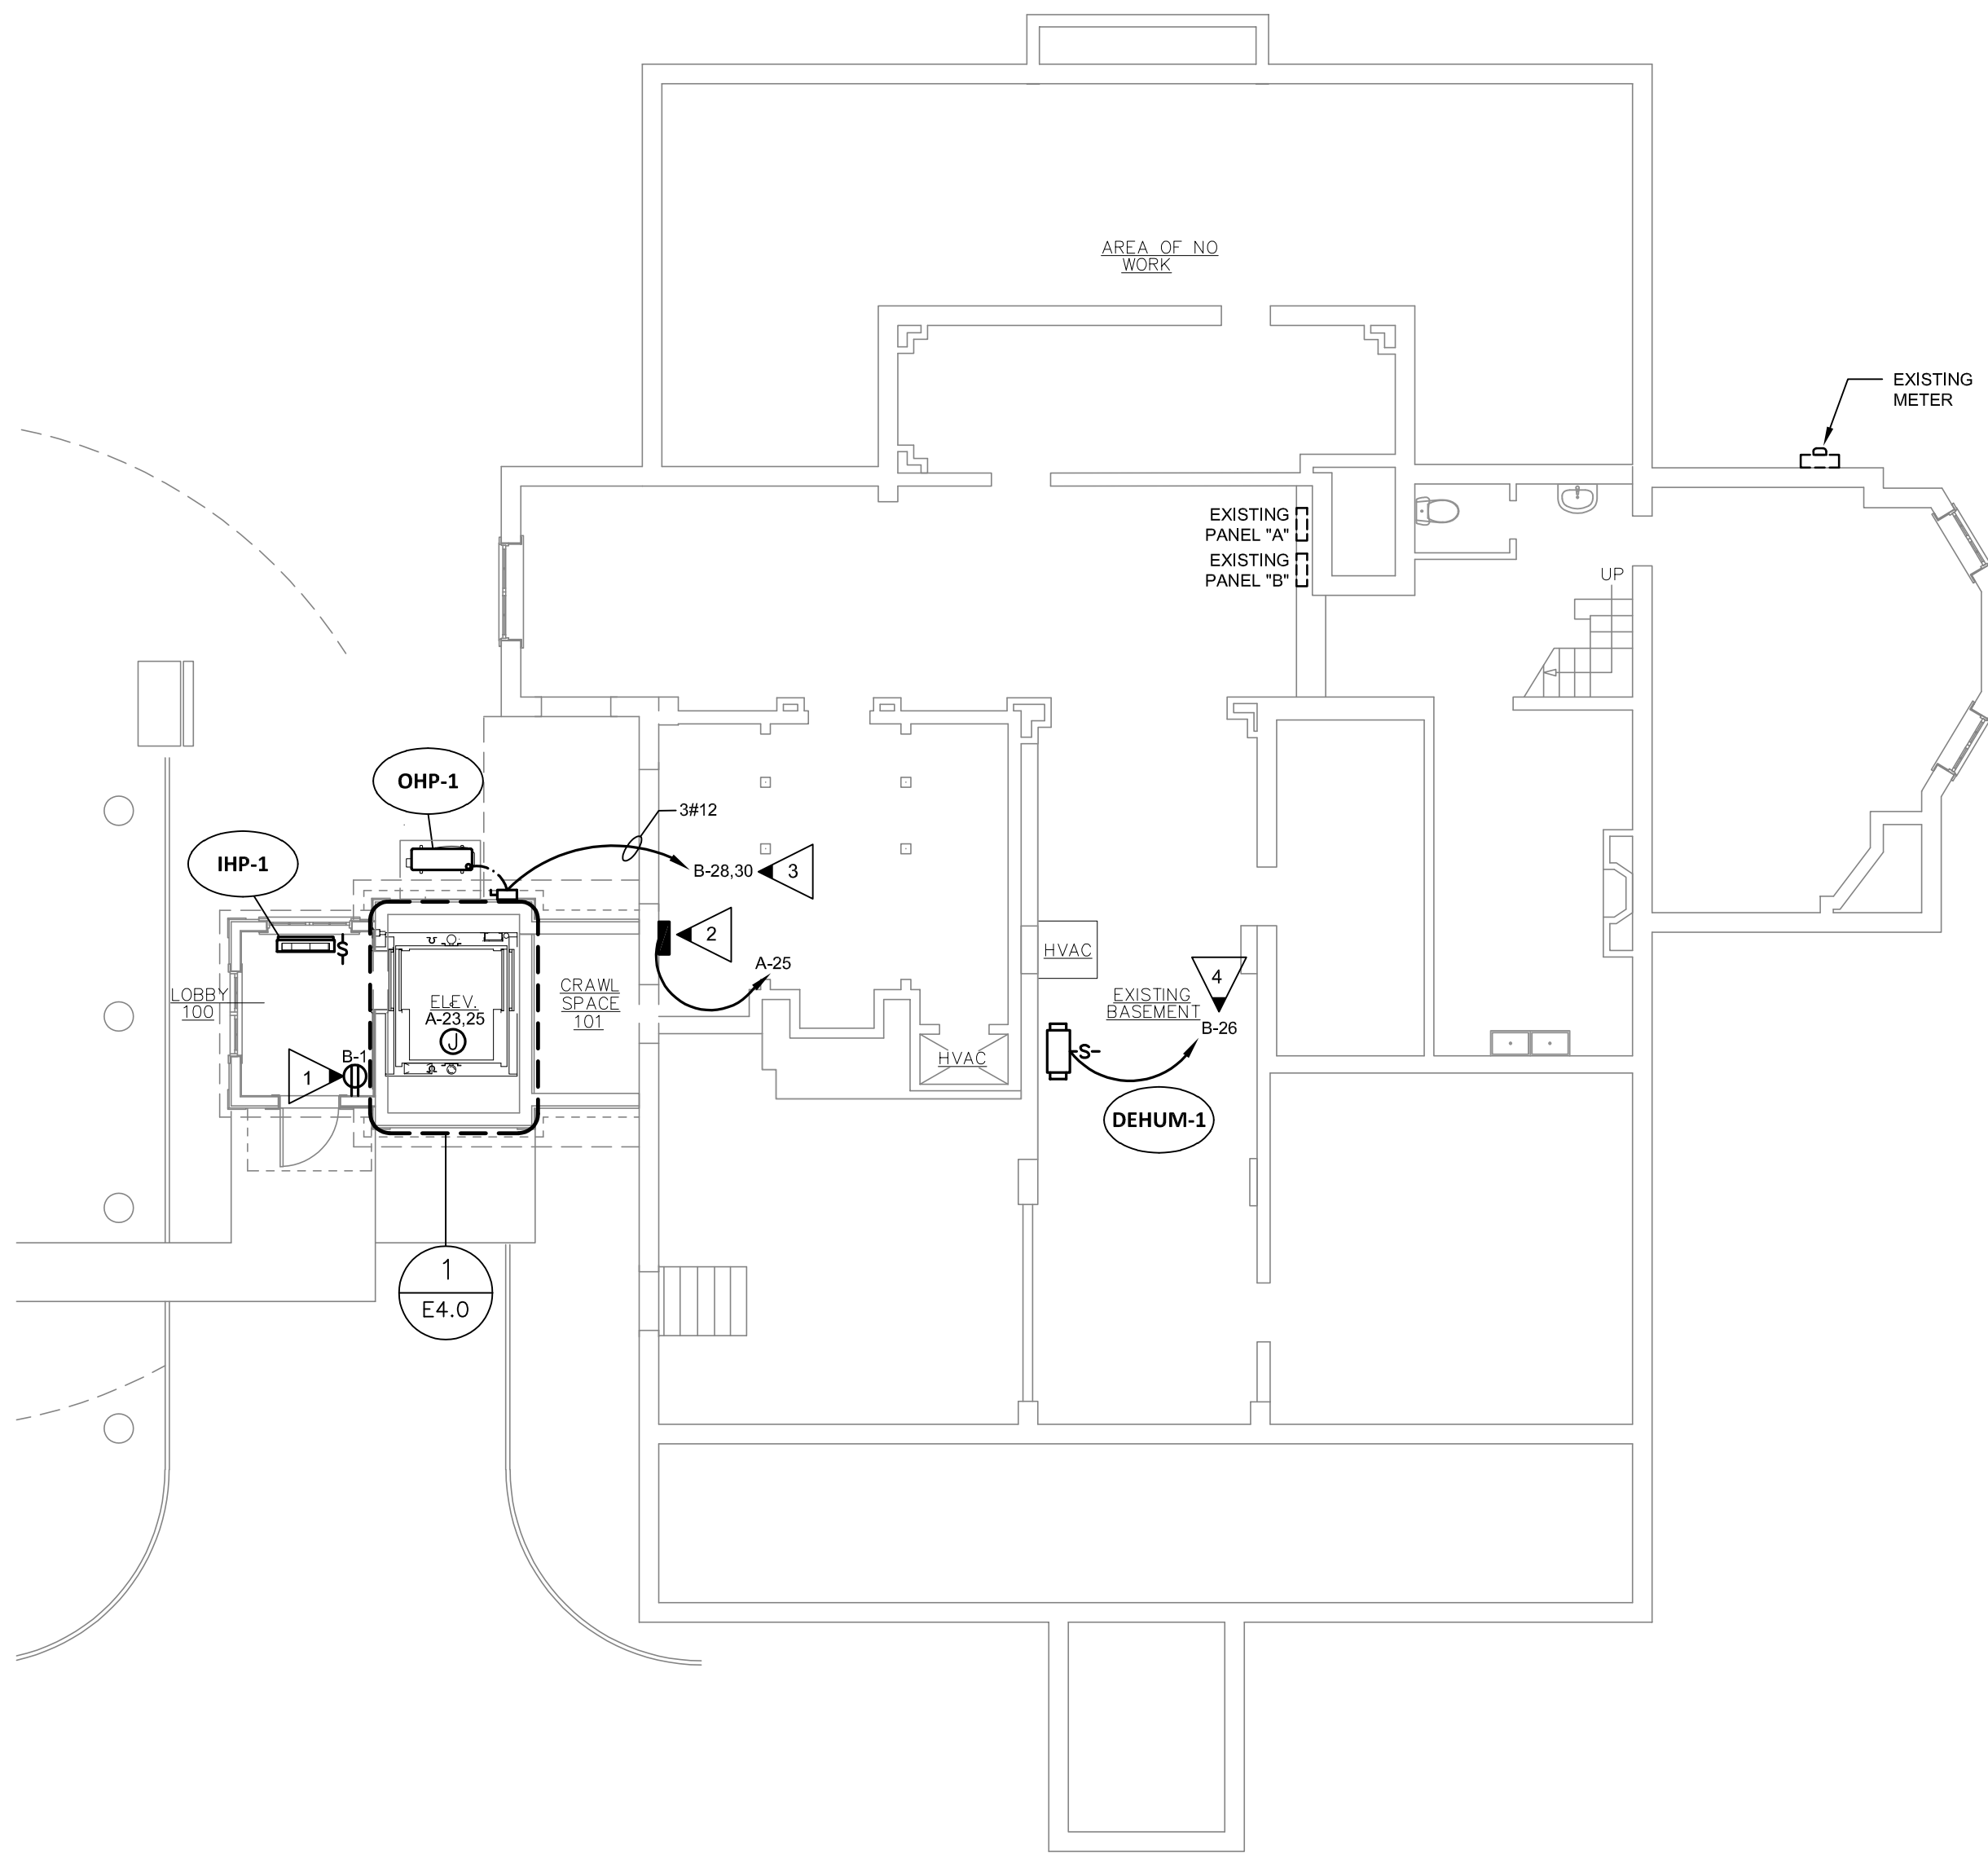 AREA OF NO
WORK
EXISTING
METER
EXISTING
PANEL "A"
EXISTING
PANEL "B"
UP
OHP-1
3#12
IHP-1
B-28,30
3
2
A-25
HVAC
4
LOBBY
100
ELEV.
A-23,25
J
CRAWL
SPACE
101
EXISTING
BASEMENT
B-26
S
S
HVAC
B-1
1
DEHUM-1
1
E4.0